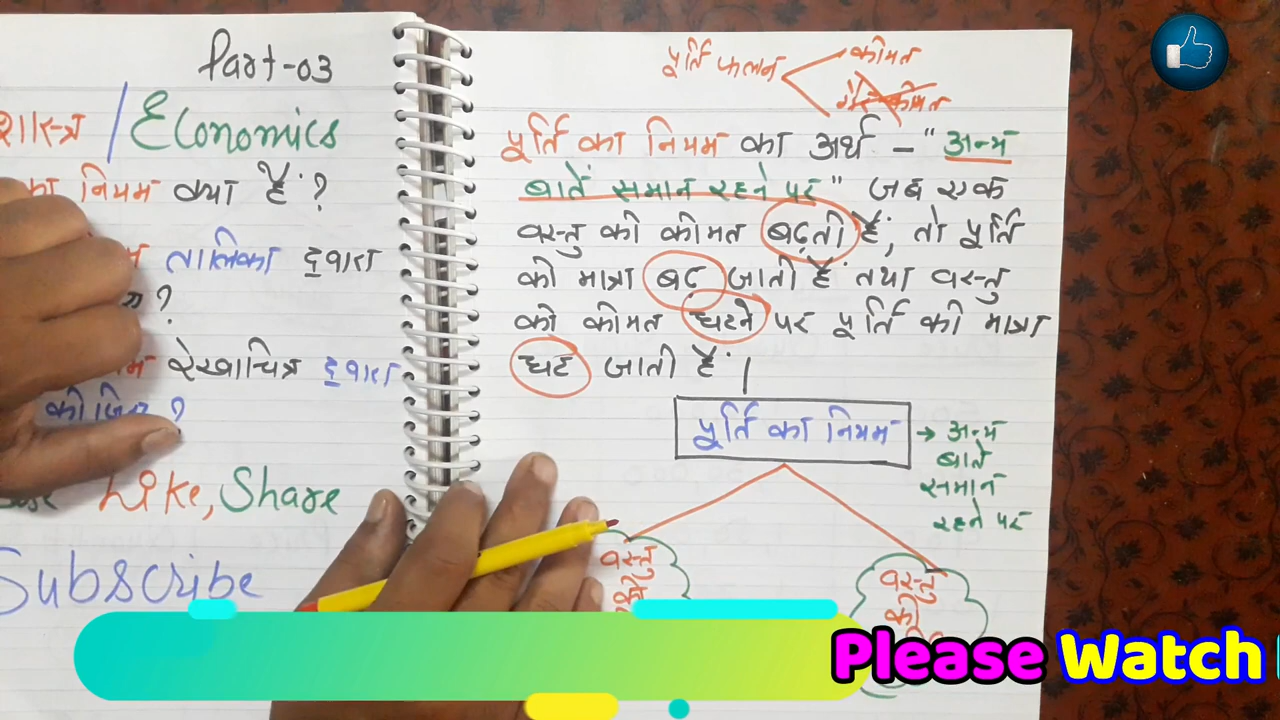 Part-03
शास्त्र / Economics
का नियम क्या है ?
तालिका द्वारा
?
रेखाचित्र द्वारा
कीजिए ?
Like, Share
Subscribe
पूर्ति फलन
कीमत
गैर कीमत
पूर्ति का नियम का अर्थ - "अन्य
बातें समान रहने पर" जब एक
वस्तु की कीमत बढ़ती है, तो पूर्ति
की मात्रा बढ़ जाती है तथा वस्तु
की कीमत घटने पर पूर्ति की मात्रा
घट जाती है |
पूर्ति का नियम → अन्य
बातें
समान
रहने पर
वस्तु
की
वस्तु
की
Please Watch